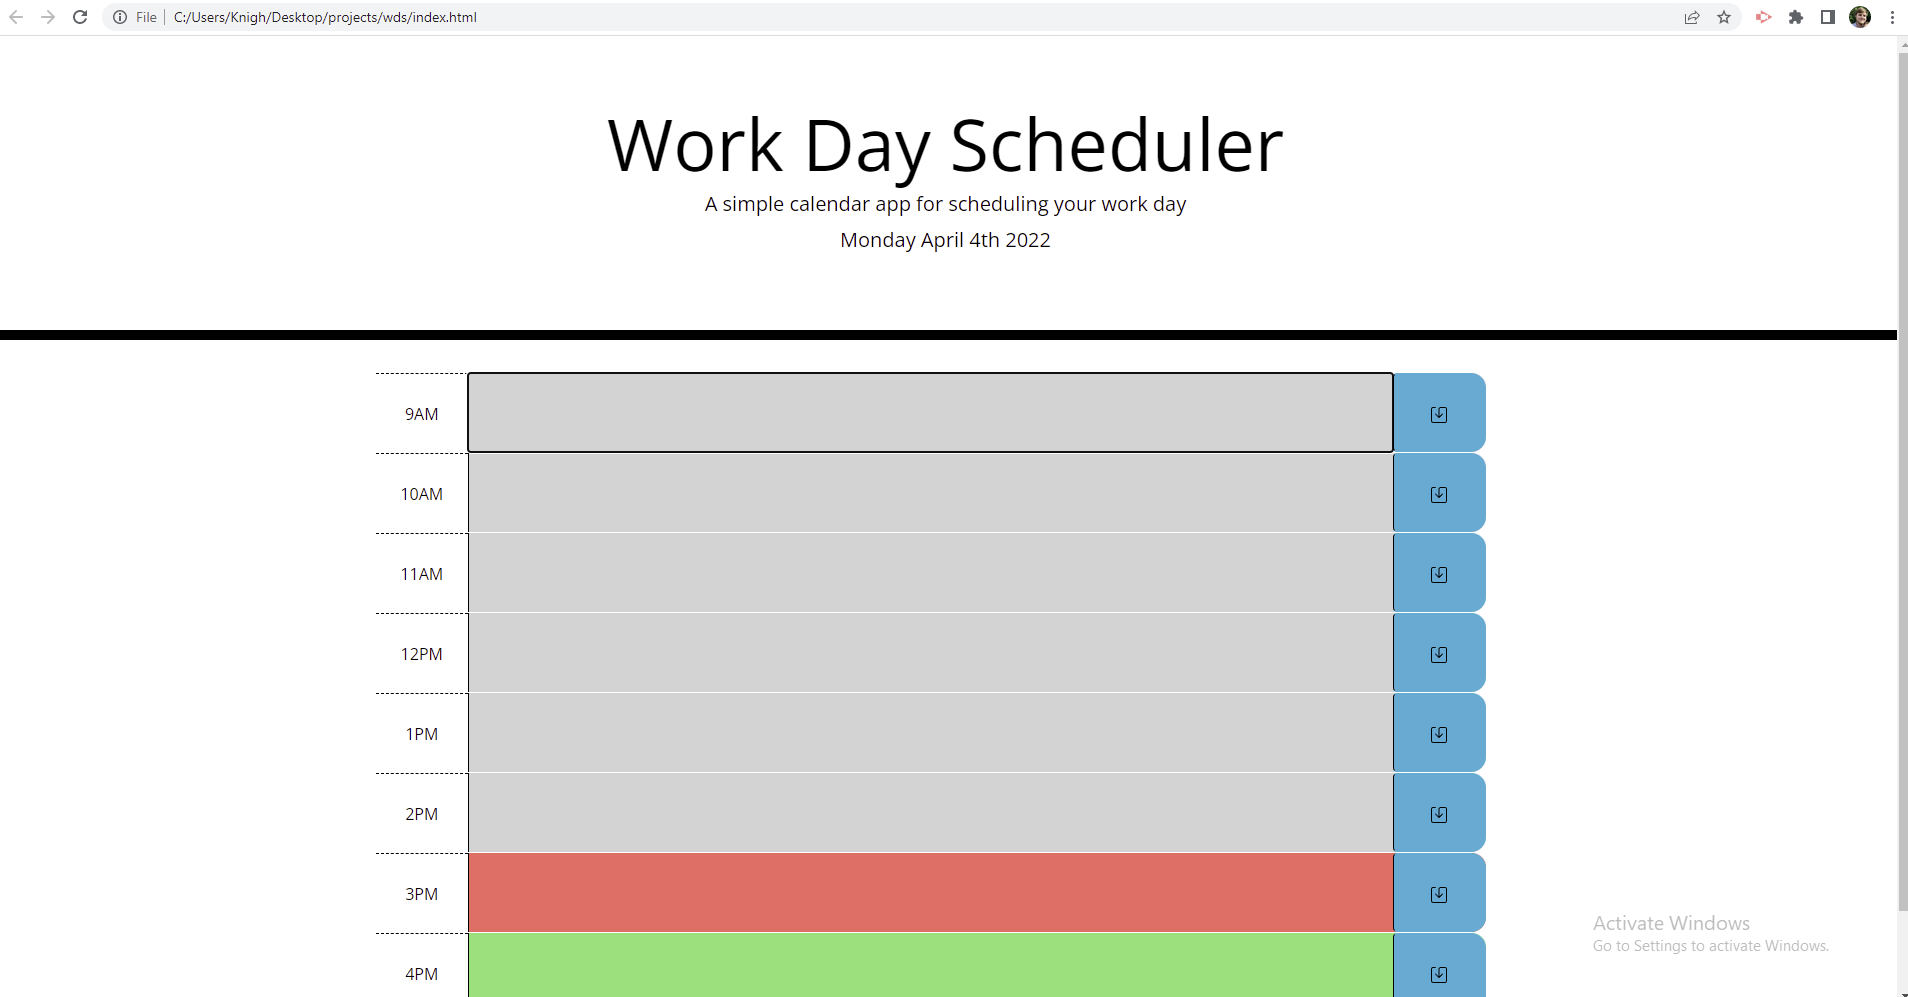 File
C:/Users/Knigh/Desktop/projects/wds/index.html
Work Day Scheduler
A simple calendar app for scheduling your work day
Monday April 4th 2022
9AM
10AM
11AM
12PM
1PM
2PM
3PM
4PM
Activate Windows
Go to Settings to activate Windows.